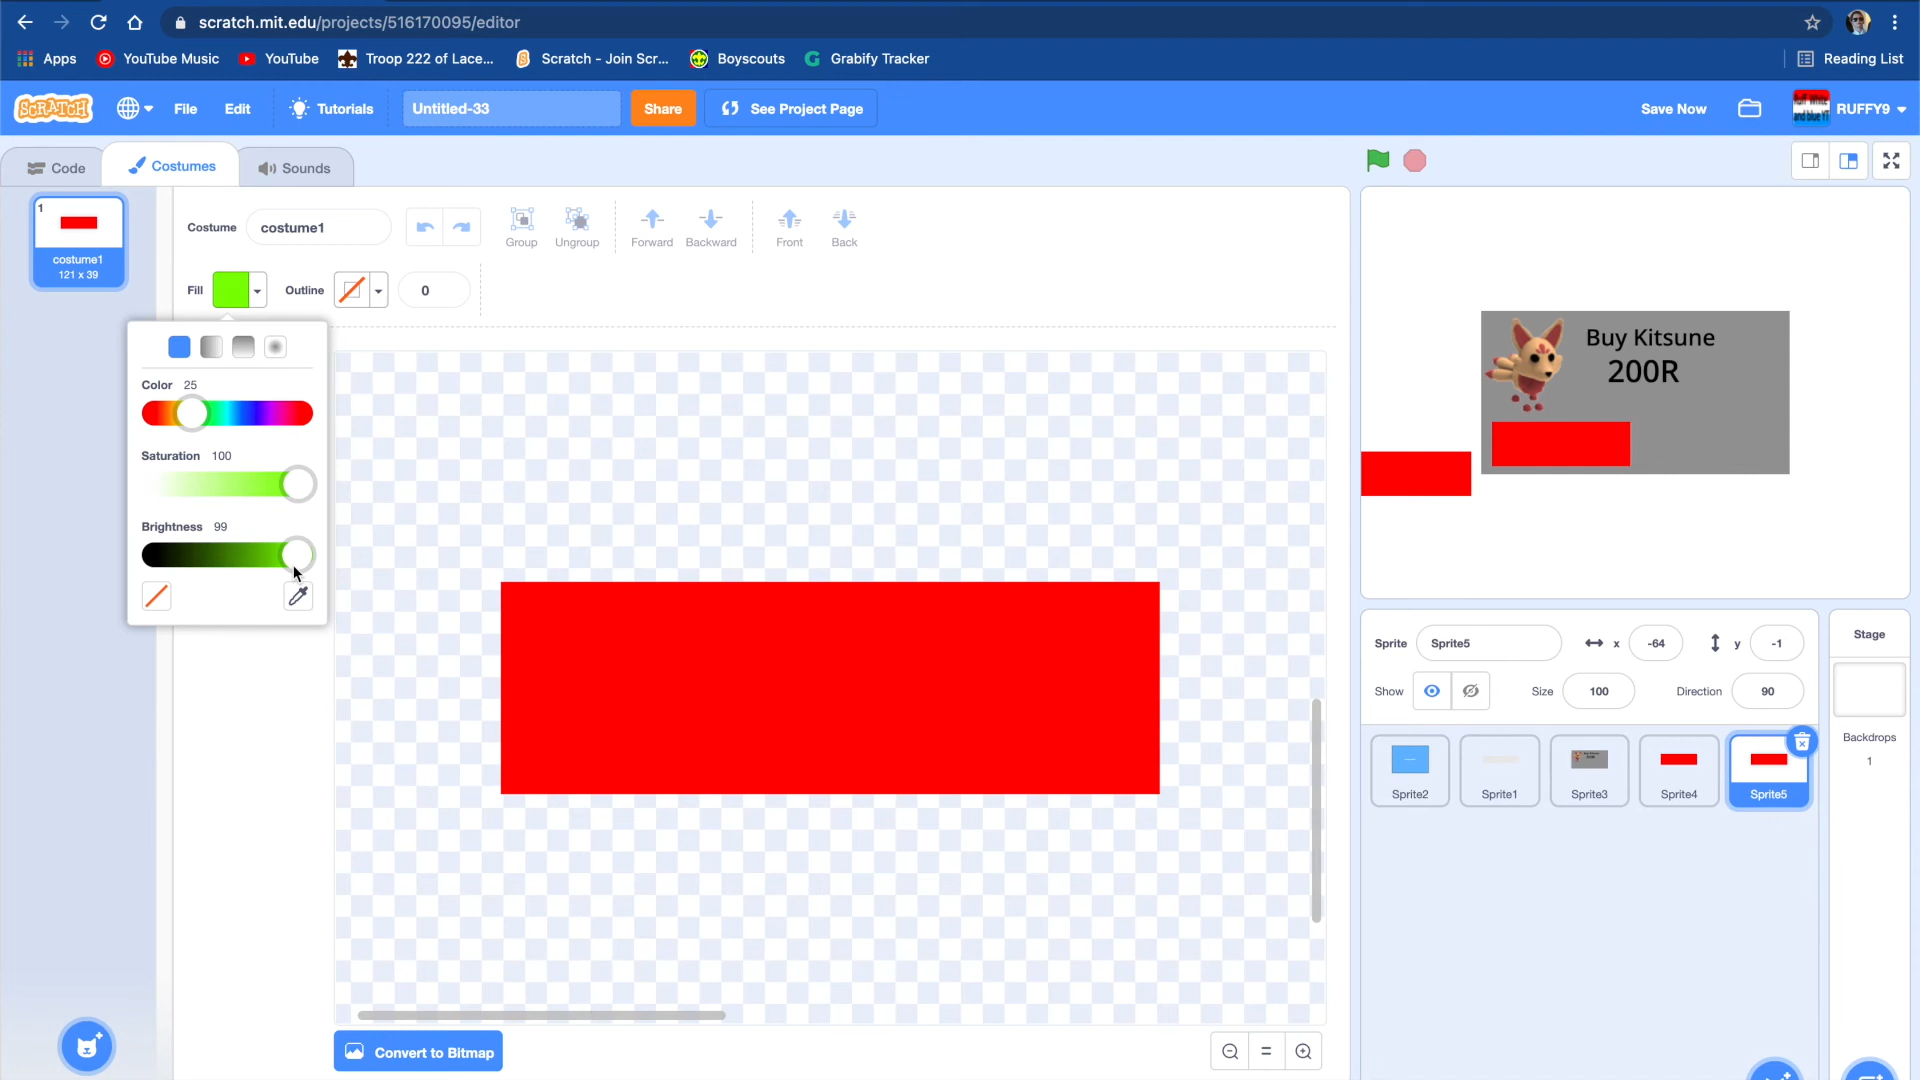 scratch.mit.edu/projects/516170095/editor
Apps YouTube Music YouTube Troop 222 of Lace... Scratch - Join Scr... Boyscouts Grabify Tracker Reading List
SCRATCH File Edit Tutorials Untitled-33 Share See Project Page Save Now RUFFY9
Code Costumes Sounds
1
costume1
121 x 39
Costume costume1 Group Ungroup Forward Backward Front Back
Fill Outline 0
Color 25
Saturation 100
Brightness 99
Convert to Bitmap
Buy Kitsune
200R
Sprite Sprite5 x -64 y -1
Show Size 100 Direction 90
Sprite2 Sprite1 Sprite3 Sprite4 Sprite5
Stage
Backdrops
1